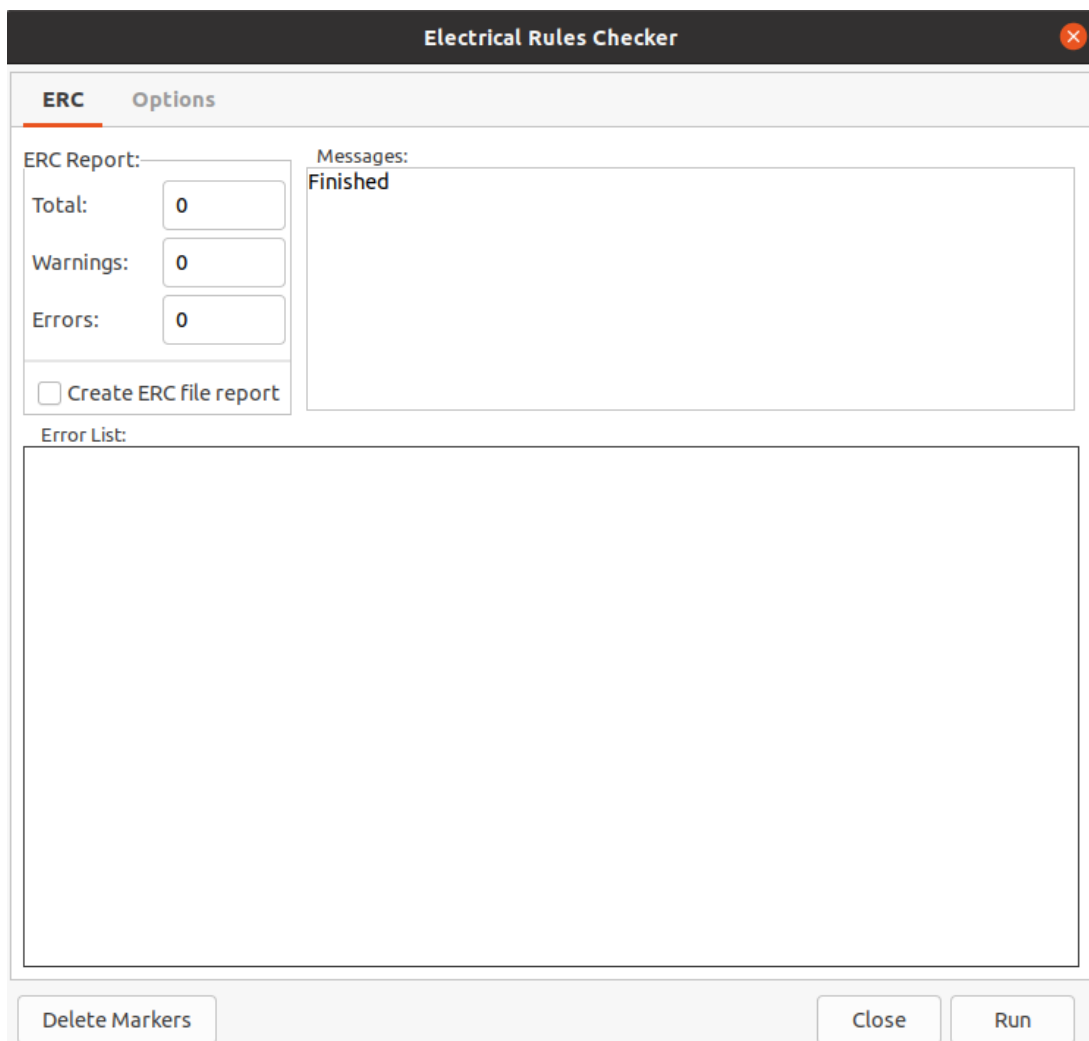 Electrical Rules Checker
ERC Options
ERC Report:
Total: 0
Warnings: 0
Errors: 0
Create ERC file report
Messages:
Finished
Error List:
Delete Markers Close Run